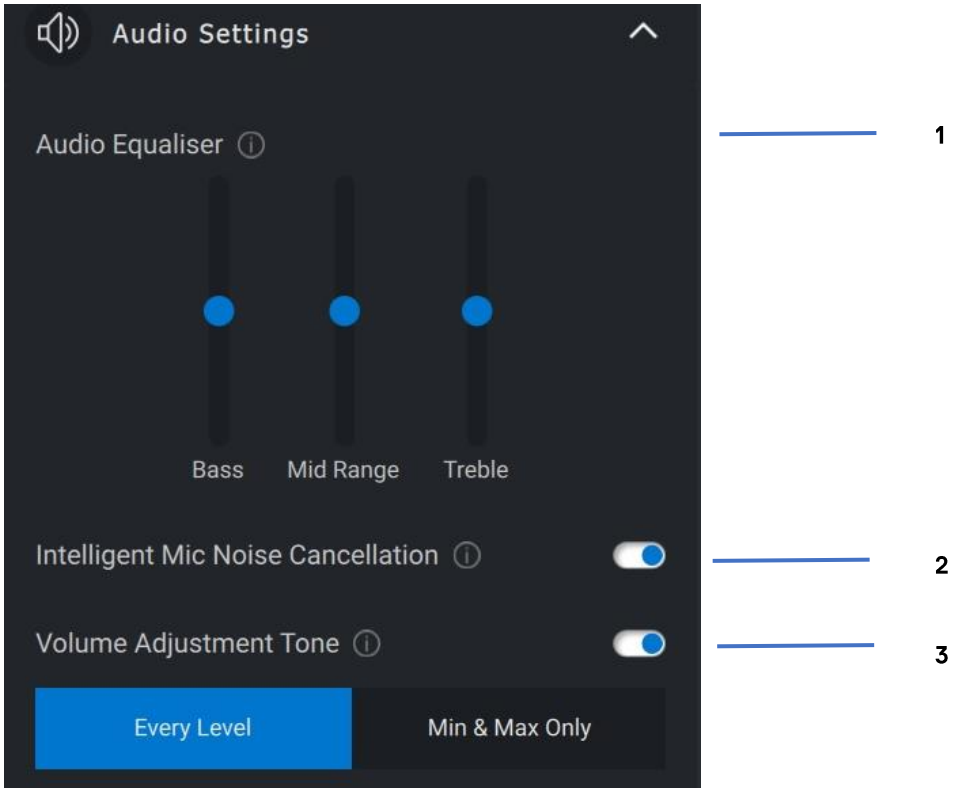 Audio Settings
Audio Equaliser
1
Bass Mid Range Treble
Intelligent Mic Noise Cancellation
2
Volume Adjustment Tone
3
Every Level Min & Max Only